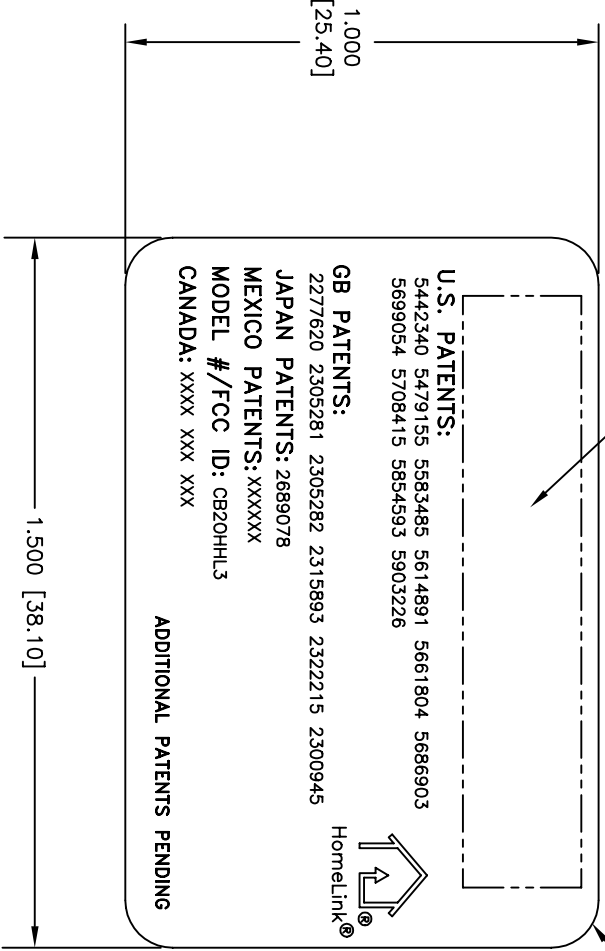 1.000
[25.40]
U.S. PATENTS:
5442340 5479155 5583485 5614891 5661804 5686903
5699054 5708415 5854593 5903226
GB PATENTS:
2277620 2305281 2305282 2315893 2322215 2300945
JAPAN PATENTS: 2689078
MEXICO PATENTS: XXXXXX
MODEL #/FCC ID: CB2OHHL3
CANADA: XXXX XXX XXX
®
HomeLink®
ADDITIONAL PATENTS PENDING
1.500 [38.10]